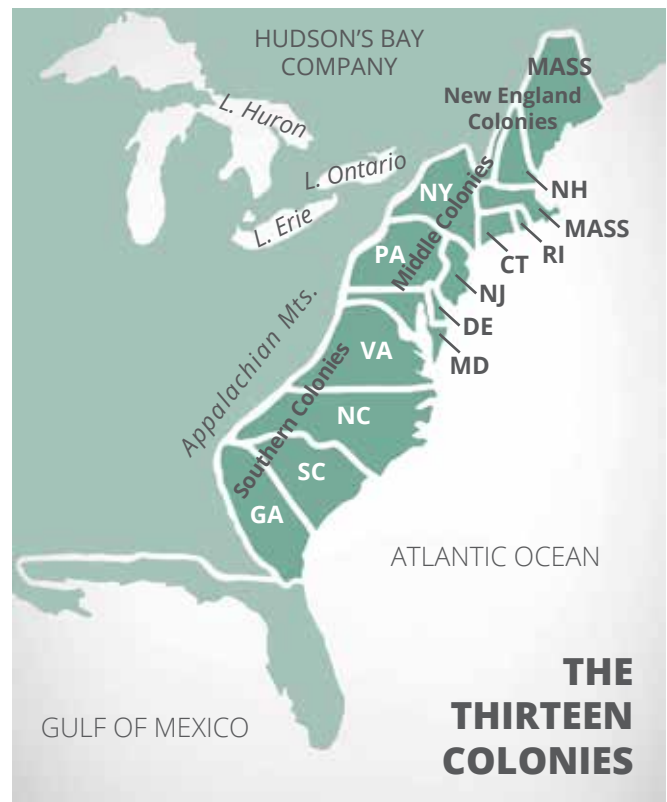 HUDSON'S BAY
COMPANY
MASS
New England
Colonies
L. Huron
L. Ontario
L. Erie
NY
NH
MASS
RI
CT
PA
Middle Colonies
NJ
DE
MD
VA
Appalachian Mts.
Southern Colonies
NC
SC
GA
ATLANTIC OCEAN
GULF OF MEXICO
THE
THIRTEEN
COLONIES